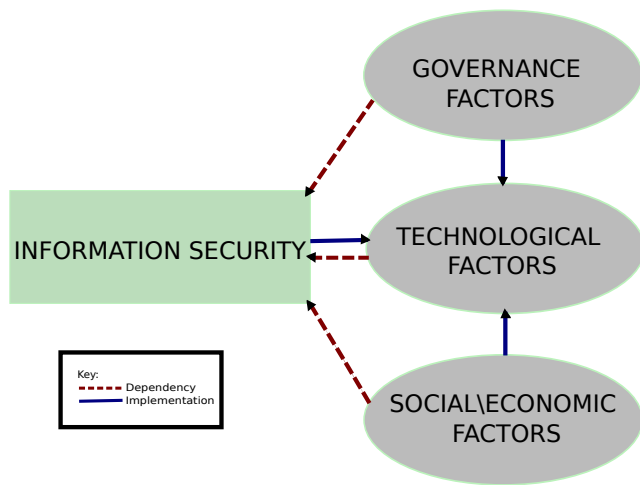 GOVERNANCE
FACTORS
INFORMATION SECURITY
TECHNOLOGICAL
FACTORS
SOCIAL\ECONOMIC
FACTORS
Key:
Dependency
Implementation